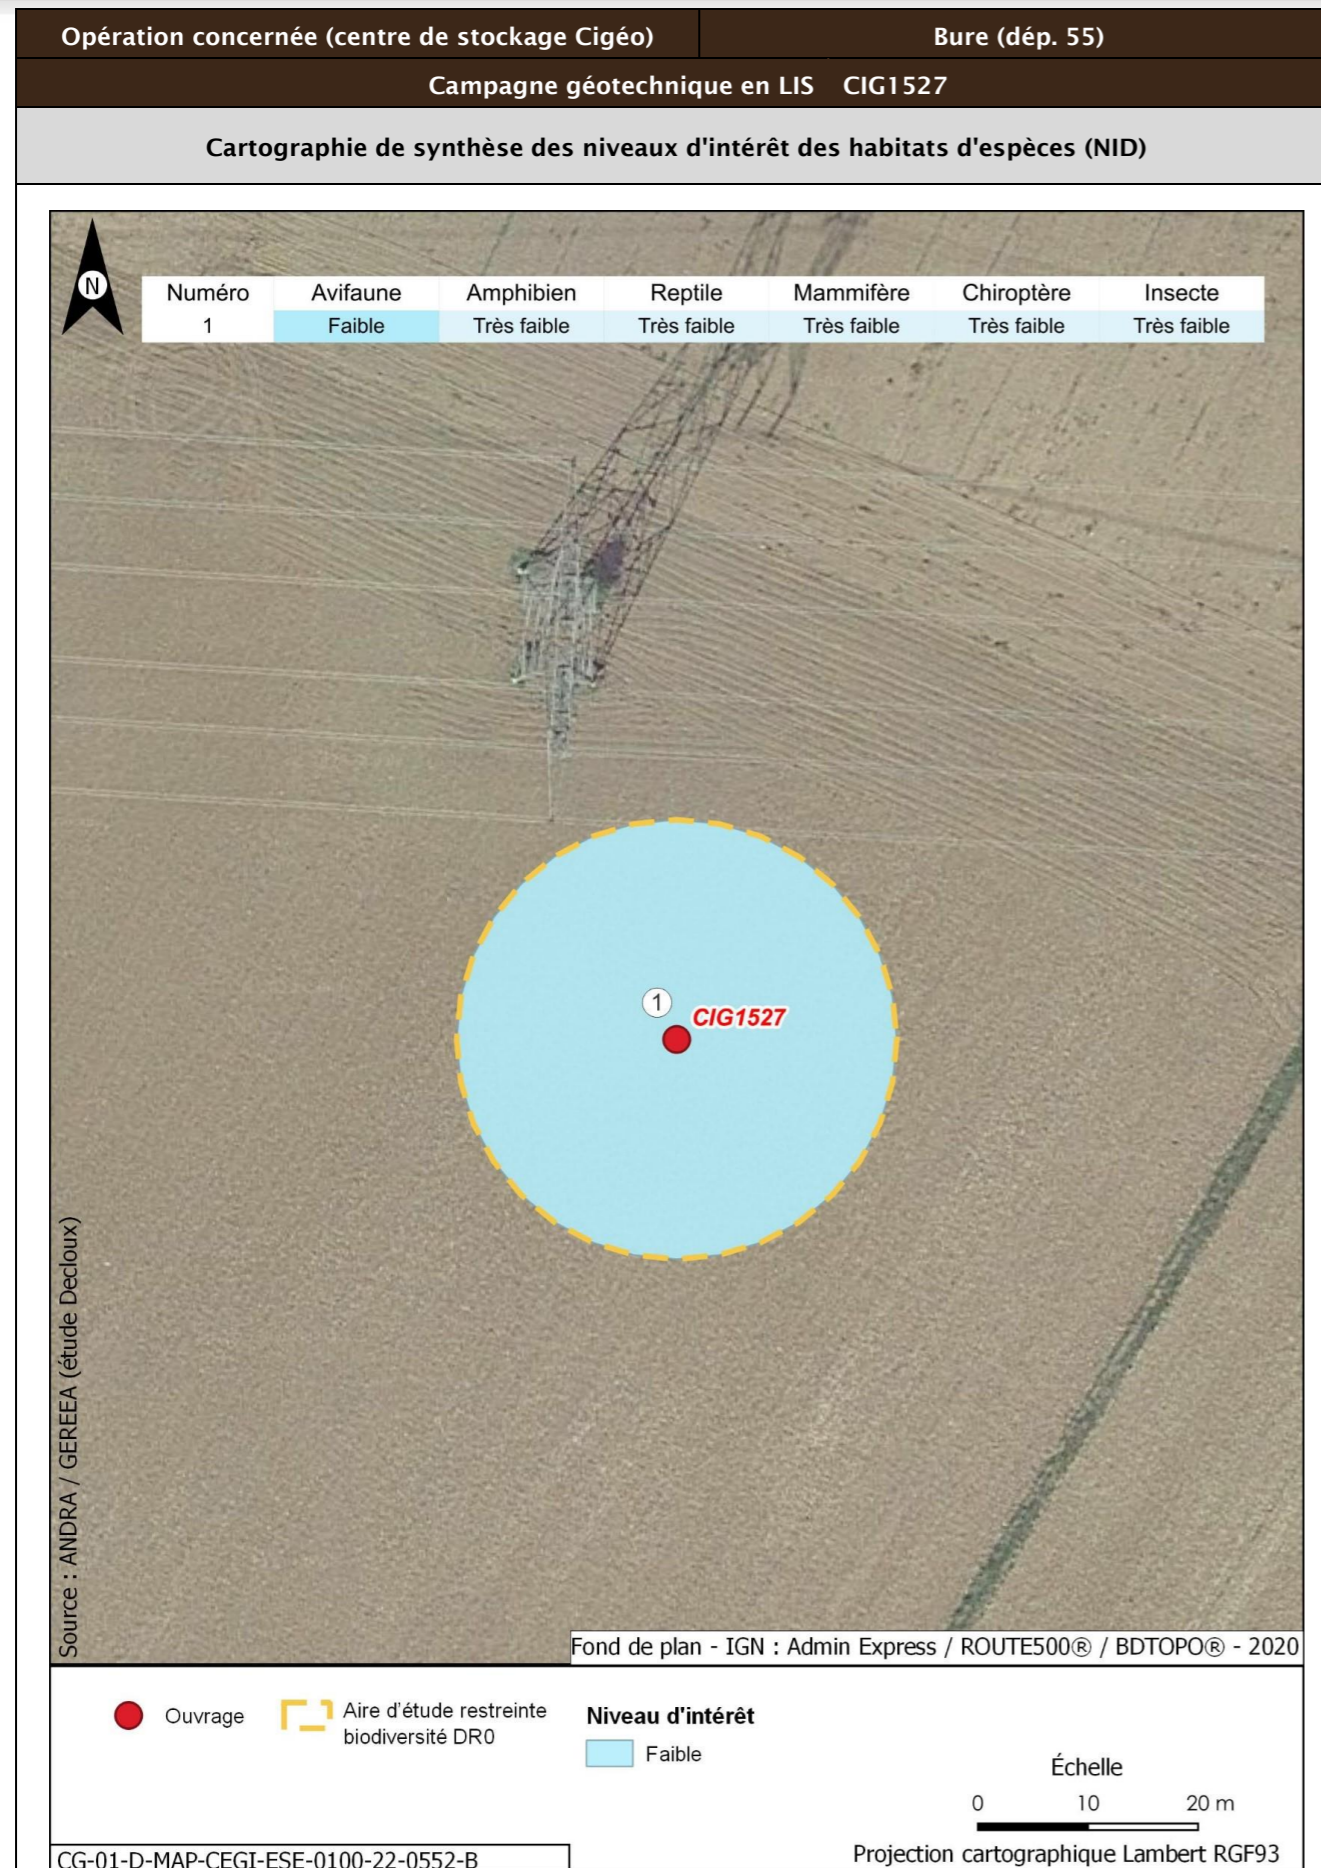 Opération concernée (centre de stockage Cigéo) Bure (dép. 55)
Campagne géotechnique en LIS CIG1527
Cartographie de synthèse des niveaux d'intérêt des habitats d'espèces (NID)
N
Numéro Avifaune Amphibien Reptile Mammifère Chiroptère Insecte
1 Faible Très faible Très faible Très faible Très faible Très faible
1
CIG1527
Source : ANDRA / GEREEA (étude Decloux)
Fond de plan - IGN : Admin Express / ROUTE500® / BDTOPO® - 2020
Ouvrage
Aire d'étude restreinte
biodiversité DR0
Niveau d'intérêt
Faible
Échelle
0 10 20 m
Projection cartographique Lambert RGF93
CG-01-D-MAP-CEGI-ESE-0100-22-0552-B